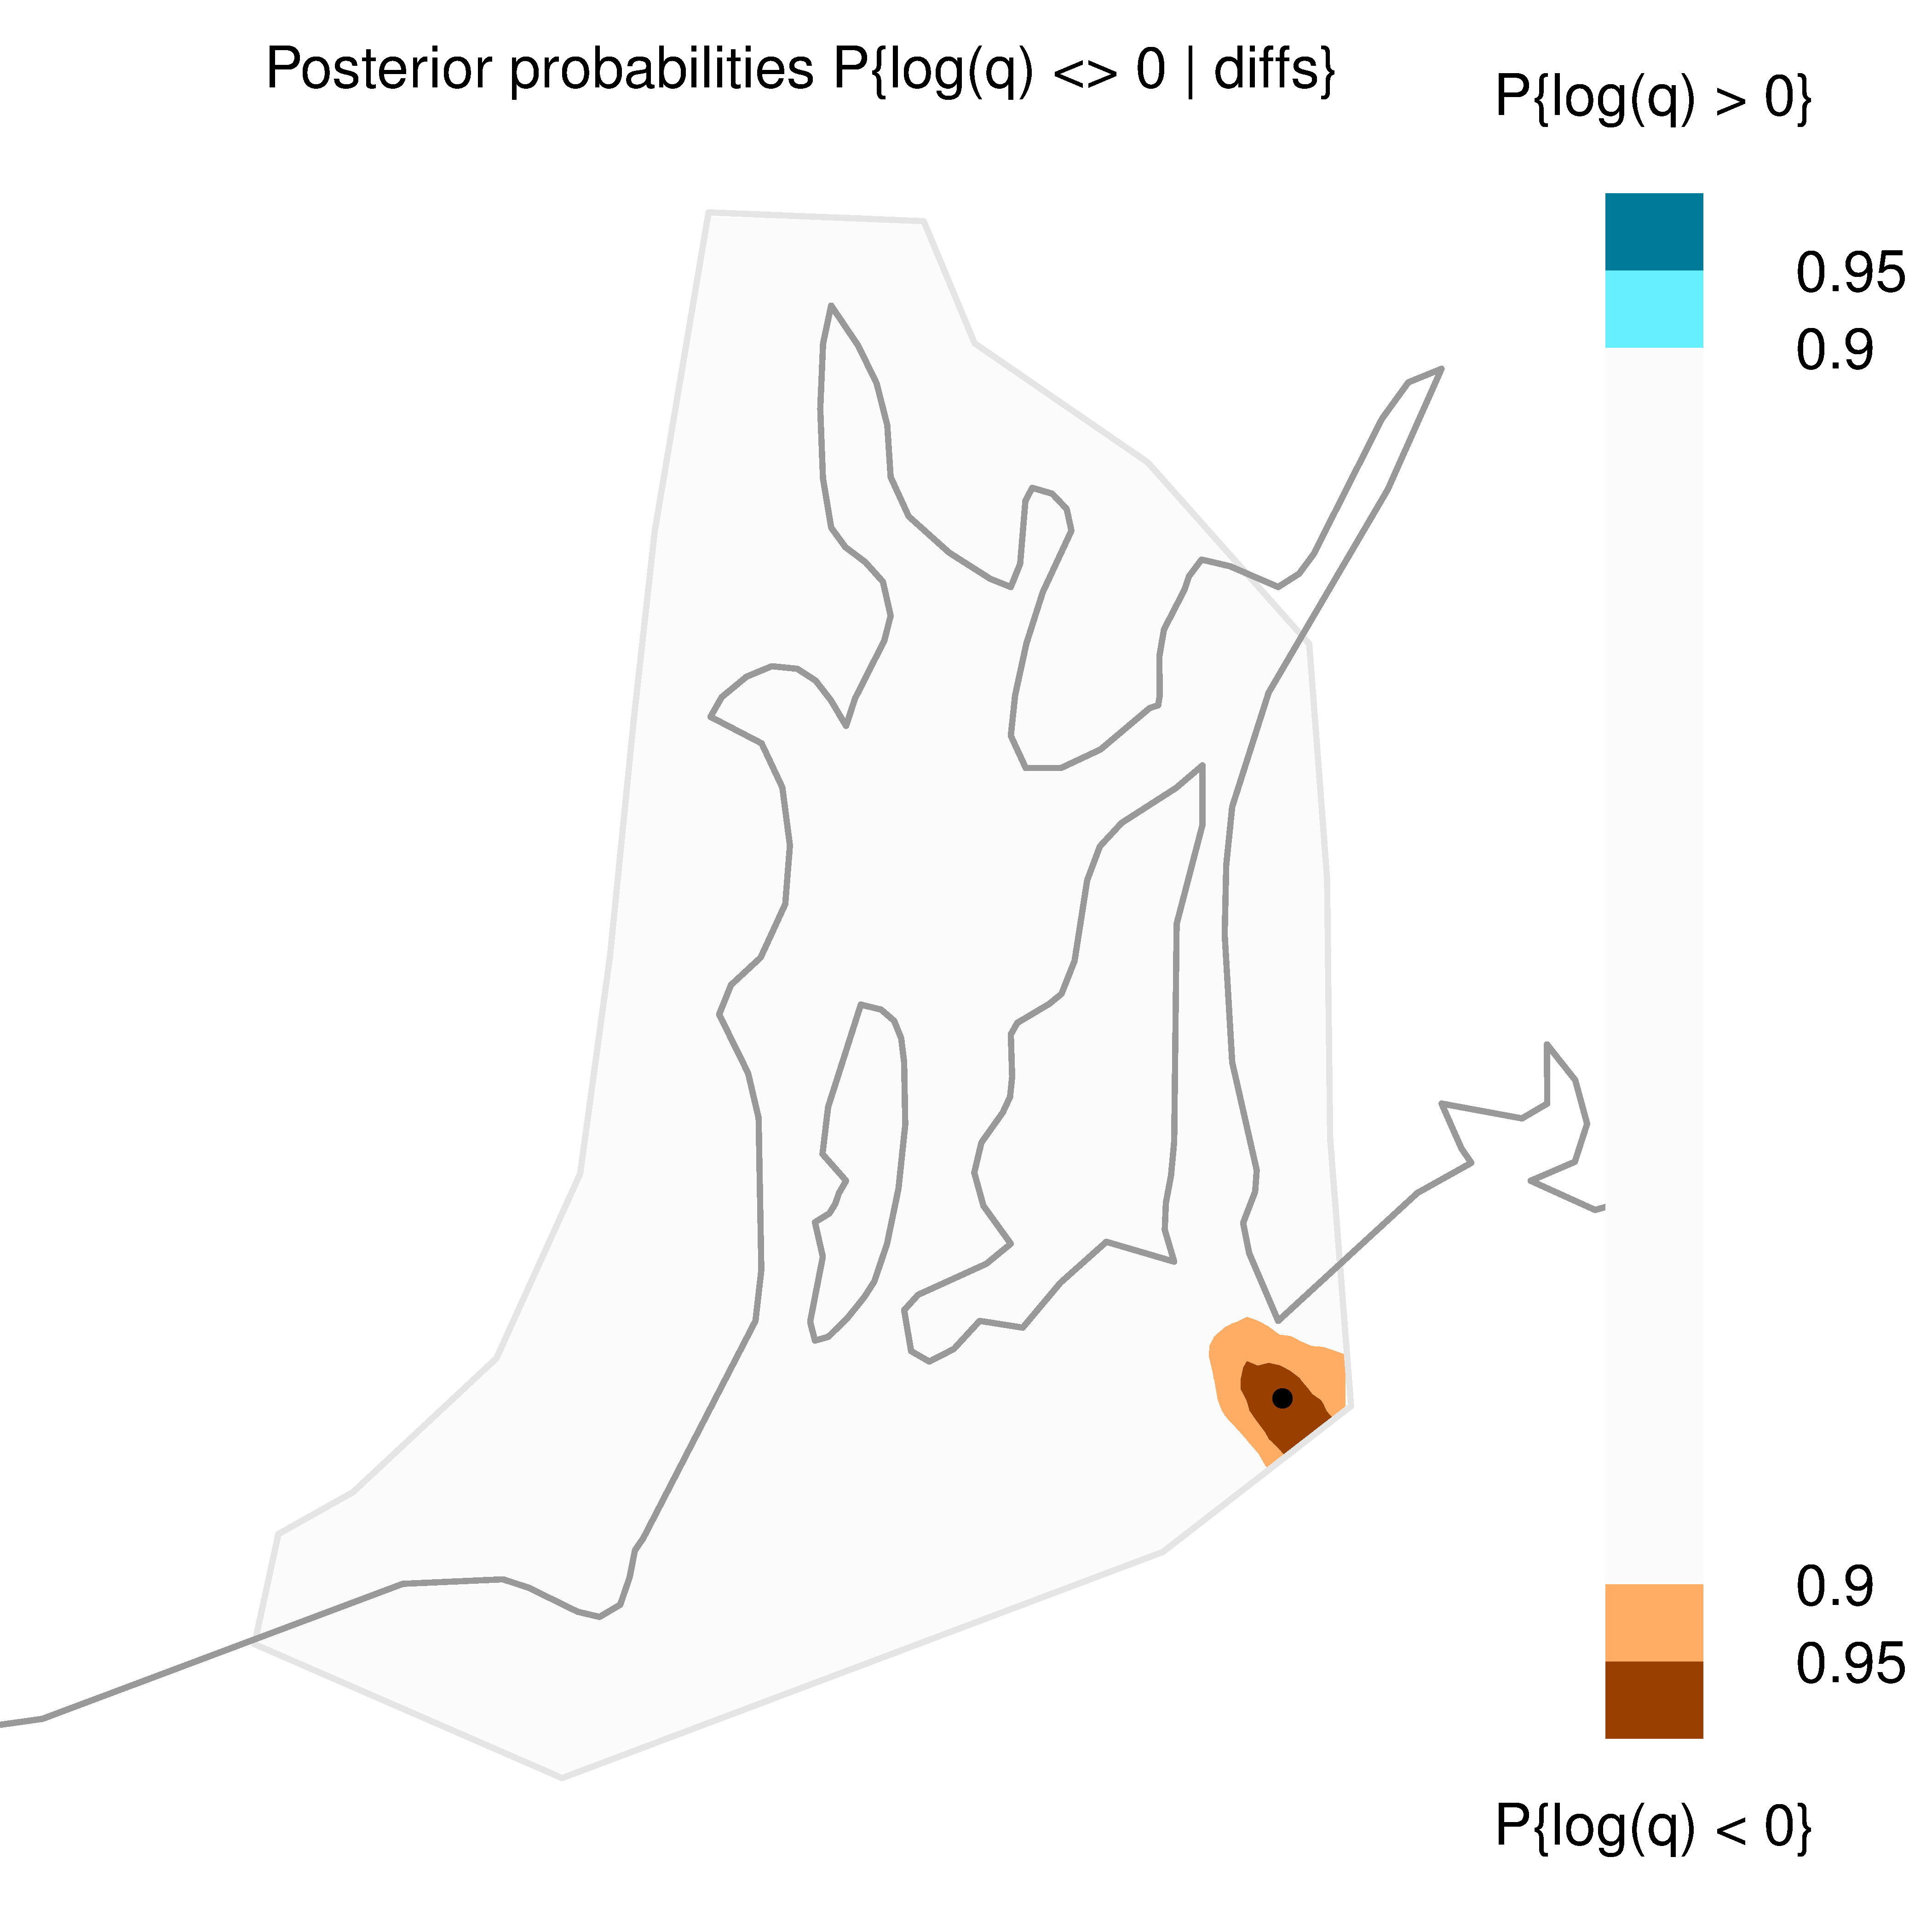 Posterior probabilities P{log(q) <> 0 | diffs}
P{log(q) > 0}
0.95
0.9
0.9
0.95
P{log(q) < 0}